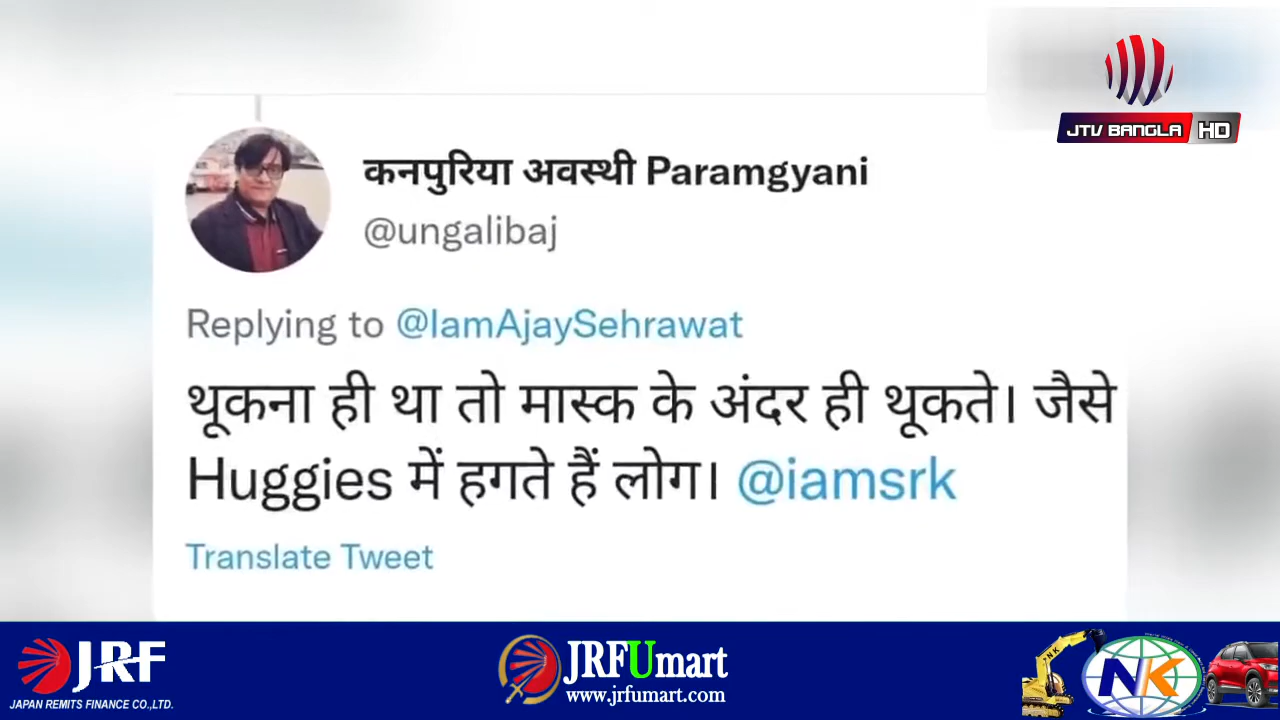 JTV BANGLA HD
कनपुरिया अवस्थी Paramgyani
@ungalibaj
Replying to @IamAjaySehrawat
थूकना ही था तो मास्क के अंदर ही थूकते। जैसे
Huggies में हगते हैं लोग। @iamsrk
Translate Tweet
JRF
JAPAN REMITS FINANCE CO.,LTD.
JRFUmart
www.jrfumart.com
NK
NK